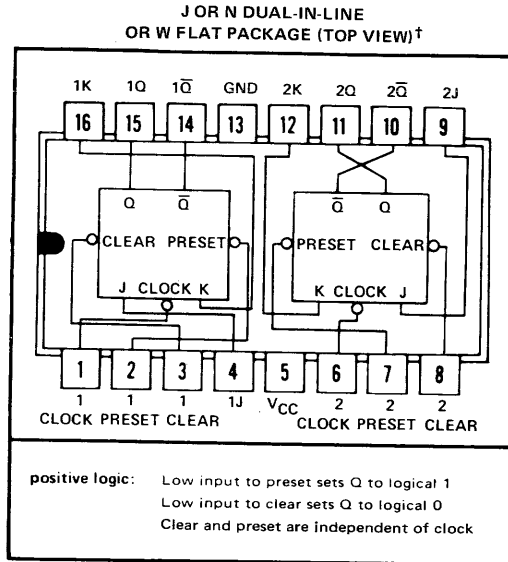 J OR N DUAL-IN-LINE
OR W FLAT PACKAGE (TOP VIEW)†
1K 1Q 1Q̅ GND 2K 2Q 2Q̅ 2J
16 15 14 13 12 11 10 9
Q Q̅ Q̅ Q
CLEAR PRESET PRESET CLEAR
J CLOCK K K CLOCK J
1 2 3 4 5 6 7 8
1 1 1 1J VCC 2 2 2
CLOCK PRESET CLEAR CLOCK PRESET CLEAR
positive logic: Low input to preset sets Q to logical 1
Low input to clear sets Q to logical 0
Clear and preset are independent of clock